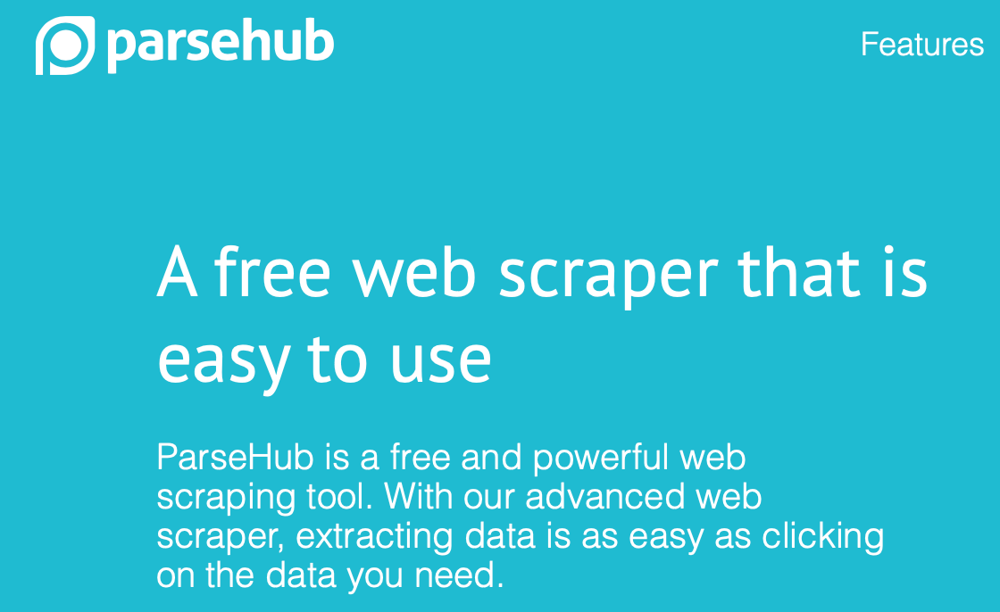 parsehub
Features
A free web scraper that is
easy to use
ParseHub is a free and powerful web
scraping tool. With our advanced web
scraper, extracting data is as easy as clicking
on the data you need.